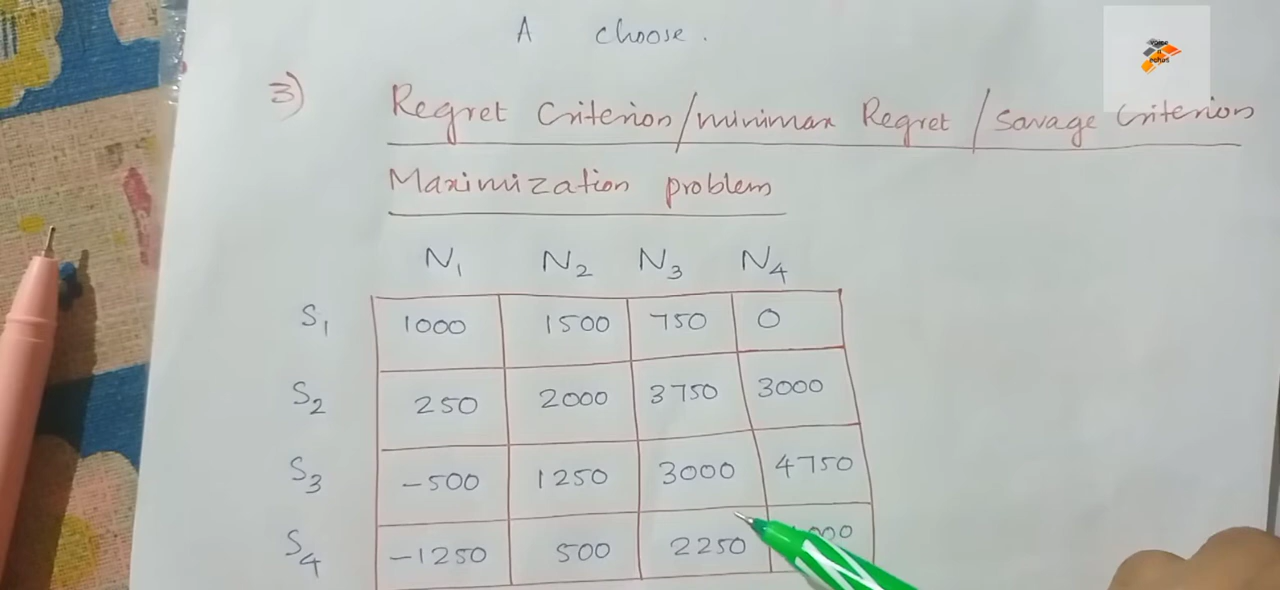 A choose.
3) Regret Criterion/minimax Regret / Savage Criterion
Maximization problem
N1 N2 N3 N4
S1 1000 1500 750 0
S2 250 2000 3750 3000
S3 -500 1250 3000 4750
S4 -1250 500 2250